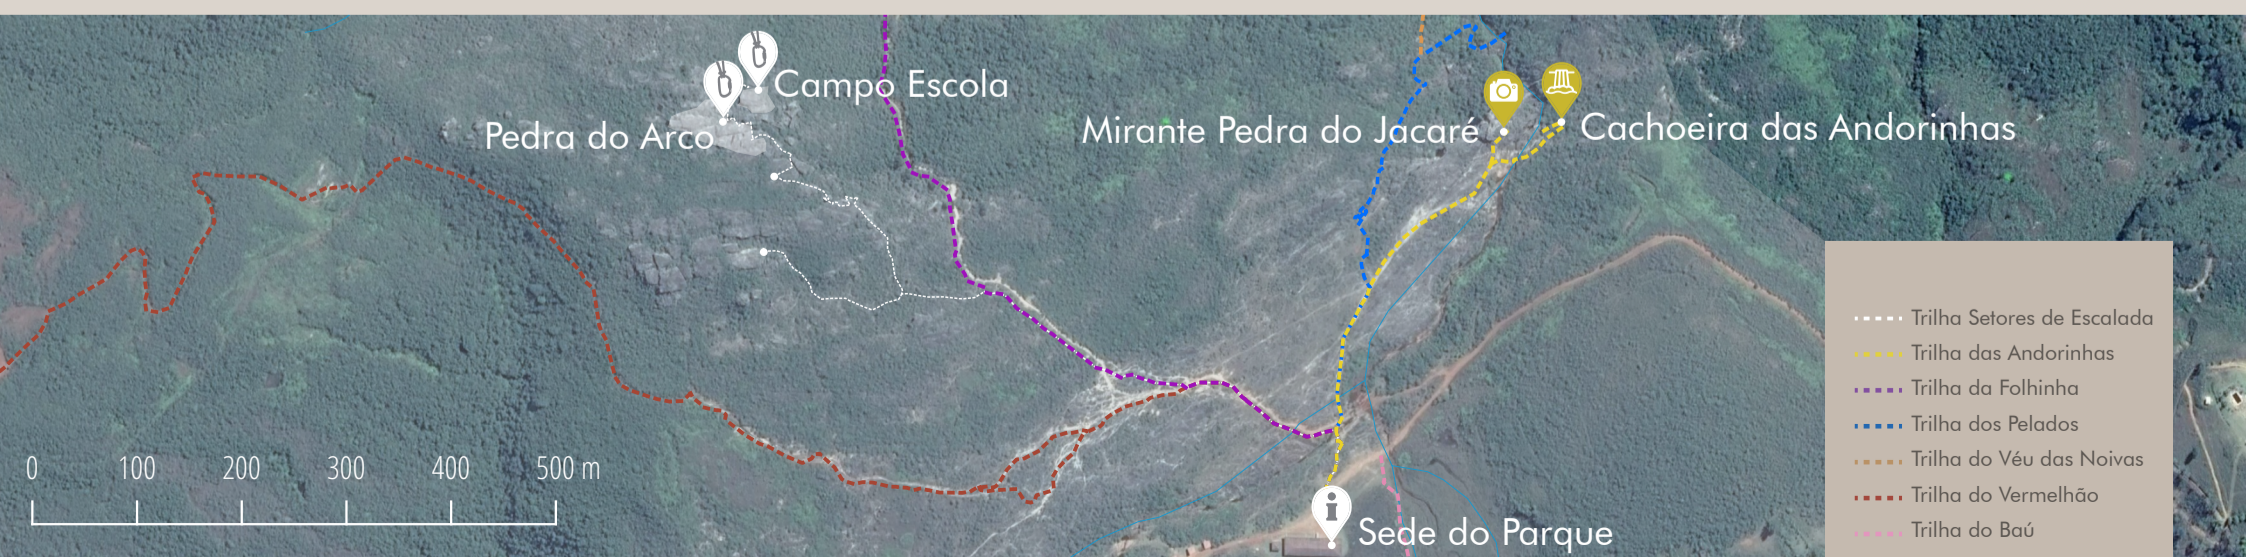 Campo Escola
Pedra do Arco
Mirante Pedra do Jacaré
Cachoeira das Andorinhas
Trilha Setores de Escalada
Trilha das Andorinhas
Trilha da Folhinha
Trilha dos Pelados
Trilha do Véu das Noivas
Trilha do Vermelhão
Trilha do Baú
0 100 200 300 400 500 m
Sede do Parque